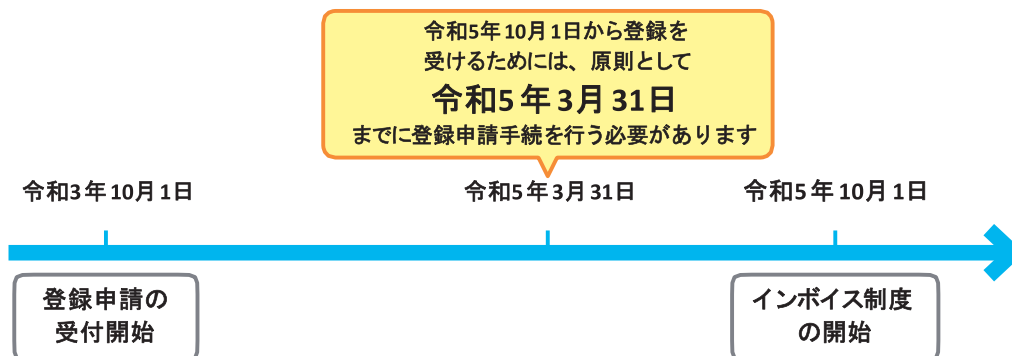 令和5年10月1日から登録を
受けるためには、原則として
令和5年3月31日
までに登録申請手続を行う必要があります
令和3年10月1日
令和5年3月31日
令和5年10月1日
登録申請の
受付開始
インボイス制度
の開始